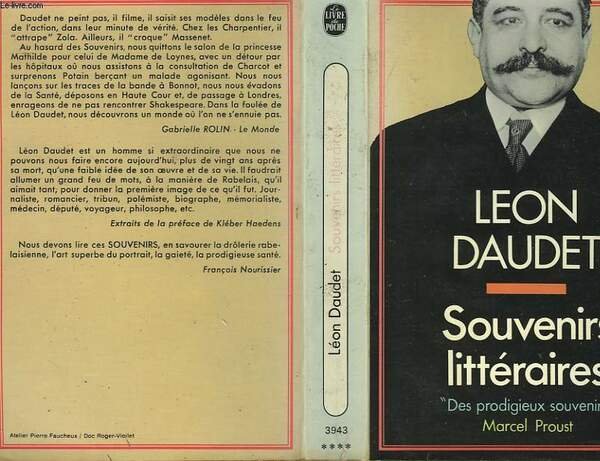 Daudet ne peint pas, il filme, il saisit ses modèles dans le feu
de l'action, dans leur minute de vérité. Chez les Charpentier, il
"attrape" Zola. Ailleurs, il "croque" Massenet.
Au hasard des Souvenirs, nous quittons le salon de la princesse
Mathilde pour celui de Madame de Loynes, avec un détour par
les hôpitaux où nous assistons à la consultation de Charcot et
surprenons Potain berçant un malade agonisant. Nous nous
lançons sur les traces de la bande à Bonnot, nous nous évadons
de la Santé, déposons en Haute Cour et, de passage à Londres,
enrageons de ne pas rencontrer Shakespeare. Dans la foulée de
Léon Daudet, nous découvrons un monde où l'on ne s'ennuie pas.
Gabrielle ROLIN - Le Monde
Léon Daudet est un homme si extraordinaire que nous ne
pouvons nous faire encore aujourd'hui, plus de vingt ans après
sa mort, qu'une faible idée de son œuvre et de sa vie. Il faudrait
allumer un grand feu de mots, à la manière de Rabelais, qu'il
aimait tant, pour donner la première image de ce qu'il fut. Jour-
naliste, romancier, tribun, polémiste, biographe, mémorialiste,
médecin, député, voyageur, philosophe, etc.
Extraits de la préface de Kléber Haedens
Nous devons lire ces SOUVENIRS, en savourer la drôlerie rabe-
laisienne, l'art superbe du portrait, la gaieté, la prodigieuse santé.
François Nourissier
Atelier Pierre Faucheux / Doc Roger-Viollet
Le LIVRE de POCHE
Léon Daudet Souvenirs littéraires
3943
****
LEON
DAUDET
Souvenirs
littéraires
"Des prodigieux souvenir
Marcel Proust
Le-livre.com